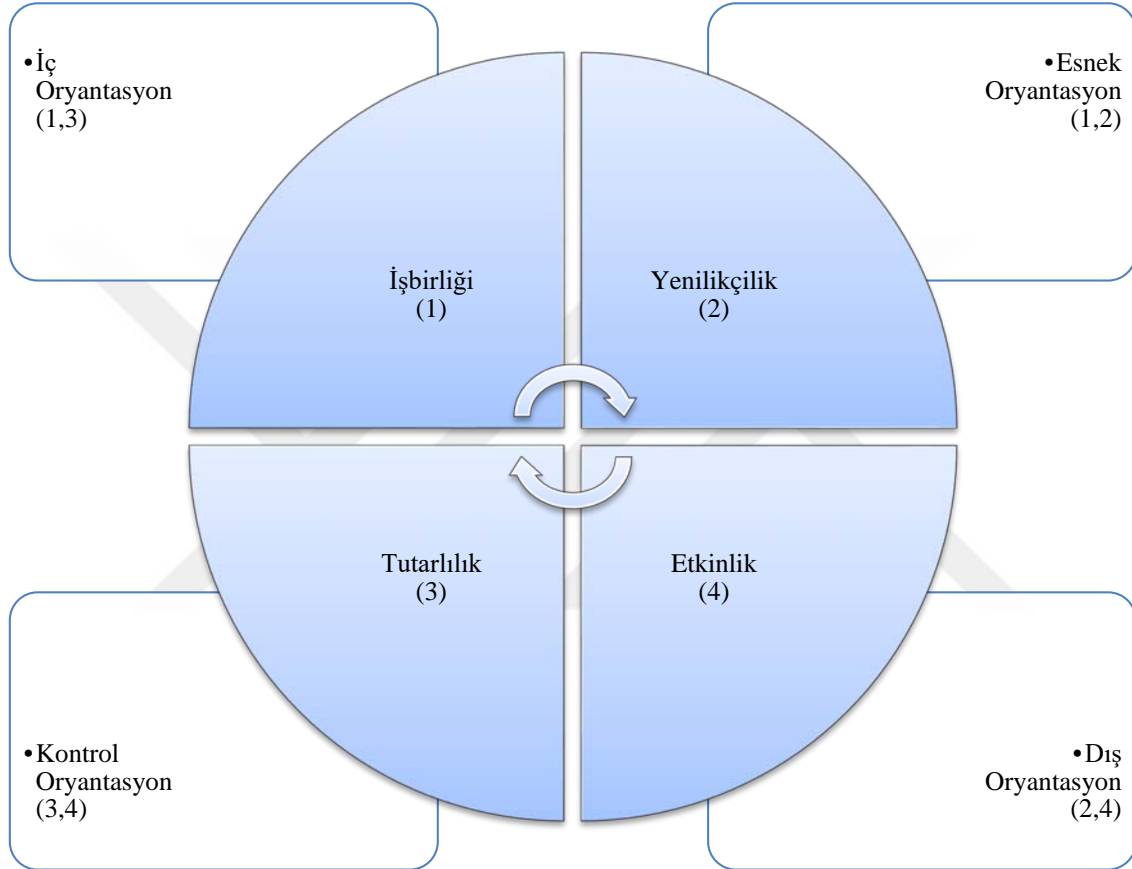 •İç
Oryantasyon
(1,3)
•Esnek
Oryantasyon
(1,2)
İşbirliği
(1)
Yenilikçilik
(2)
Tutarlılık
(3)
Etkinlik
(4)
•Kontrol
Oryantasyon
(3,4)
•Dış
Oryantasyon
(2,4)